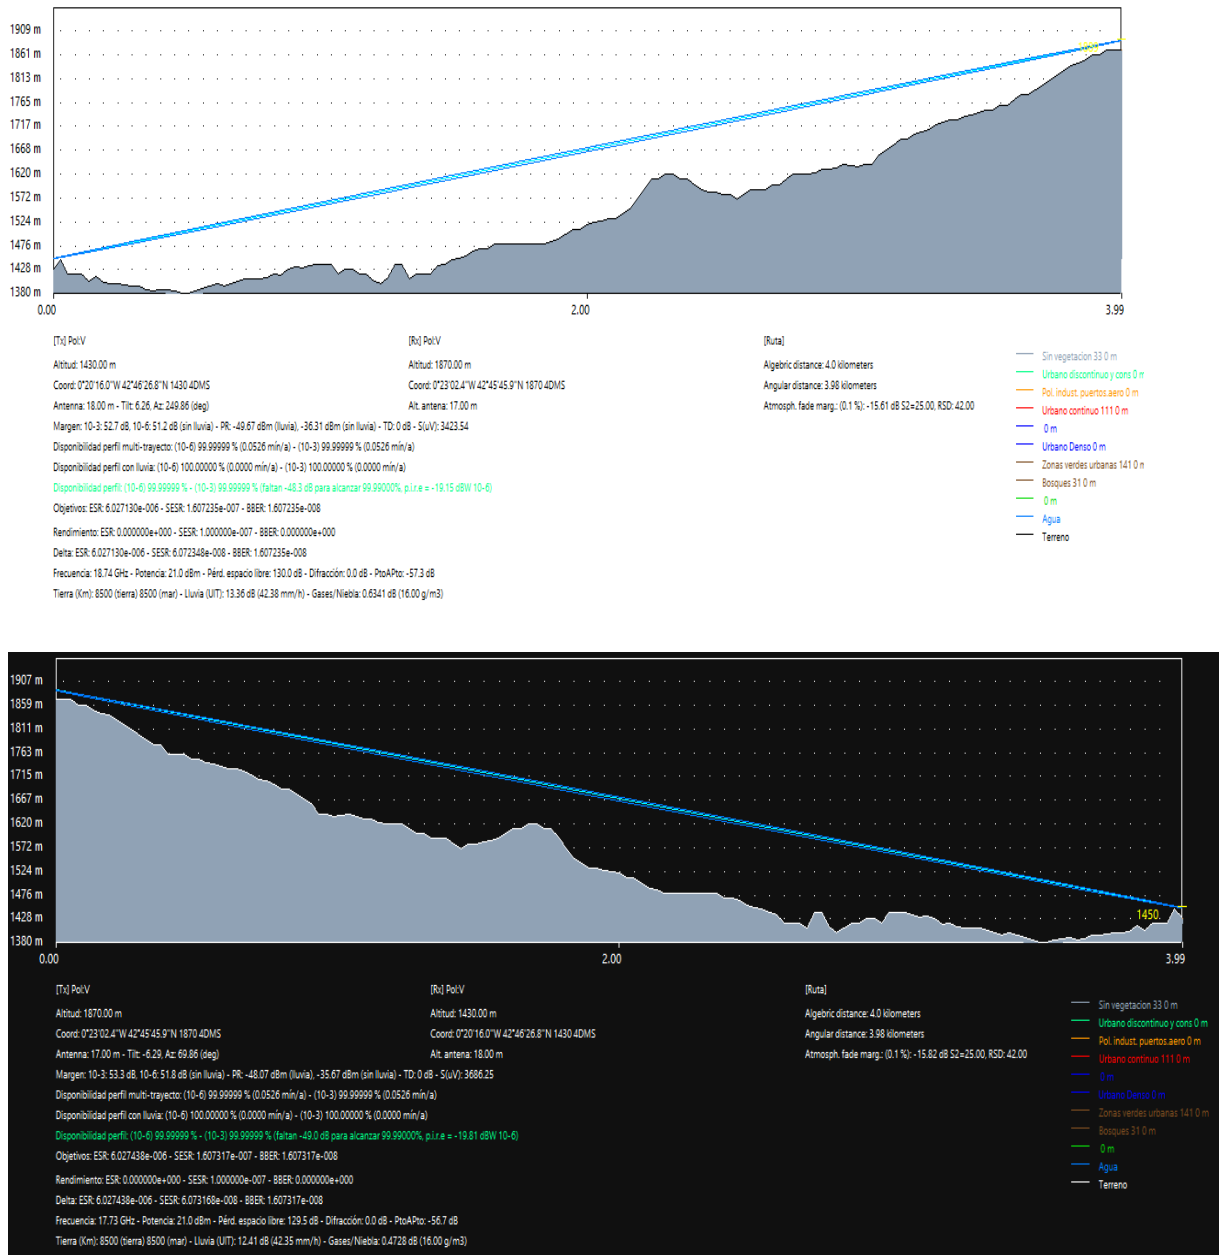 1909 m
1861 m
1813 m
1765 m
1717 m
1668 m
1620 m
1572 m
1524 m
1476 m
1428 m
1380 m
0.00 2.00 3.99
[Tx] Pol:V [Rx] Pol:V [Ruta]
Altitud: 1430.00 m Altitud: 1870.00 m Algebric distance: 4.0 kilometers
Coord: 0°20'16.0"W 42°46'26.8"N 1430 4DMS Coord: 0°23'02.4"W 42°45'45.9"N 1870 4DMS Angular distance: 3.98 kilometers
Antenna: 18.00 m - Tilt: 6.26, Az: 249.86 (deg) Alt. antena: 17.00 m Atmosph. fade marg.: (0.1 %): -15.61 dB S2=25.00, RSD: 42.00
Margen: 10-3: 52.7 dB, 10-6: 51.2 dB (sin lluvia) - PR: -49.67 dBm (lluvia), -36.31 dBm (sin lluvia) - TD: 0 dB - S(uV): 3423.54
Disponibilidad perfil multi-trayecto: (10-6) 99.99999 % (0.0526 min/a) - (10-3) 99.99999 % (0.0526 min/a)
Disponibilidad perfil con lluvia: (10-6) 100.00000 % (0.0000 min/a) - (10-3) 100.00000 % (0.0000 min/a)
Disponibilidad perfil: (10-6) 99.99999 % - (10-3) 99.99999 % (faltan -48.3 dB para alcanzar 99.99000%, p.i.r.e = -19.15 dBW 10-6)
Objetivos: ESR: 6.027130e-006 - SESR: 1.607235e-007 - BBER: 1.607235e-008
Rendimiento: ESR: 0.000000e+000 - SESR: 1.000000e-007 - BBER: 0.000000e+000
Delta: ESR: 6.027130e-006 - SESR: 6.072348e-008 - BBER: 1.607235e-008
Frecuencia: 18.74 GHz - Potencia: 21.0 dBm - Pérd. espacio libre: 130.0 dB - Difracción: 0.0 dB - PtoAPto: -57.3 dB
Tierra (Km): 8500 (tierra) 8500 (mar) - Lluvia (UIT): 13.36 dB (42.38 mm/h) - Gases/Niebla: 0.6341 dB (16.00 g/m3)
Sin vegetacion 33 0 m
Urbano discontinuo y cons 0 m
Pol. indust. puertos.aero 0 m
Urbano continuo 111 0 m
0 m
Urbano Denso 0 m
Zonas verdes urbanas 141 0 m
Bosques 31 0 m
0 m
Agua
Terreno
1907 m
1859 m
1811 m
1763 m
1715 m
1667 m
1620 m
1572 m
1524 m
1476 m
1428 m
1380 m
1450.
0.00 2.00 3.99
[Tx] Pol:V [Rx] Pol:V [Ruta]
Altitud: 1870.00 m Altitud: 1430.00 m Algebric distance: 4.0 kilometers
Coord: 0°23'02.4"W 42°45'45.9"N 1870 4DMS Coord: 0°20'16.0"W 42°46'26.8"N 1430 4DMS Angular distance: 3.98 kilometers
Antenna: 17.00 m - Tilt: -6.29, Az: 69.86 (deg) Alt. antena: 18.00 m Atmosph. fade marg.: (0.1 %): -15.82 dB S2=25.00, RSD: 42.00
Margen: 10-3: 53.3 dB, 10-6: 51.8 dB (sin lluvia) - PR: -48.07 dBm (lluvia), -35.67 dBm (sin lluvia) - TD: 0 dB - S(uV): 3686.25
Disponibilidad perfil multi-trayecto: (10-6) 99.99999 % (0.0526 min/a) - (10-3) 99.99999 % (0.0526 min/a)
Disponibilidad perfil con lluvia: (10-6) 100.00000 % (0.0000 min/a) - (10-3) 100.00000 % (0.0000 min/a)
Disponibilidad perfil: (10-6) 99.99999 % - (10-3) 99.99999 % (faltan -49.0 dB para alcanzar 99.99000%, p.i.r.e = -19.81 dBW 10-6)
Objetivos: ESR: 6.027438e-006 - SESR: 1.607317e-007 - BBER: 1.607317e-008
Rendimiento: ESR: 0.000000e+000 - SESR: 1.000000e-007 - BBER: 0.000000e+000
Delta: ESR: 6.027438e-006 - SESR: 6.073168e-008 - BBER: 1.607317e-008
Frecuencia: 17.73 GHz - Potencia: 21.0 dBm - Pérd. espacio libre: 129.5 dB - Difracción: 0.0 dB - PtoAPto: -56.7 dB
Tierra (Km): 8500 (tierra) 8500 (mar) - Lluvia (UIT): 12.41 dB (42.35 mm/h) - Gases/Niebla: 0.4728 dB (16.00 g/m3)
Sin vegetacion 33 0 m
Urbano discontinuo y cons 0 m
Pol. indust. puertos.aero 0 m
Urbano continuo 111 0 m
0 m
Urbano Denso 0 m
Zonas verdes urbanas 141 0 m
Bosques 31 0 m
0 m
Agua
Terreno